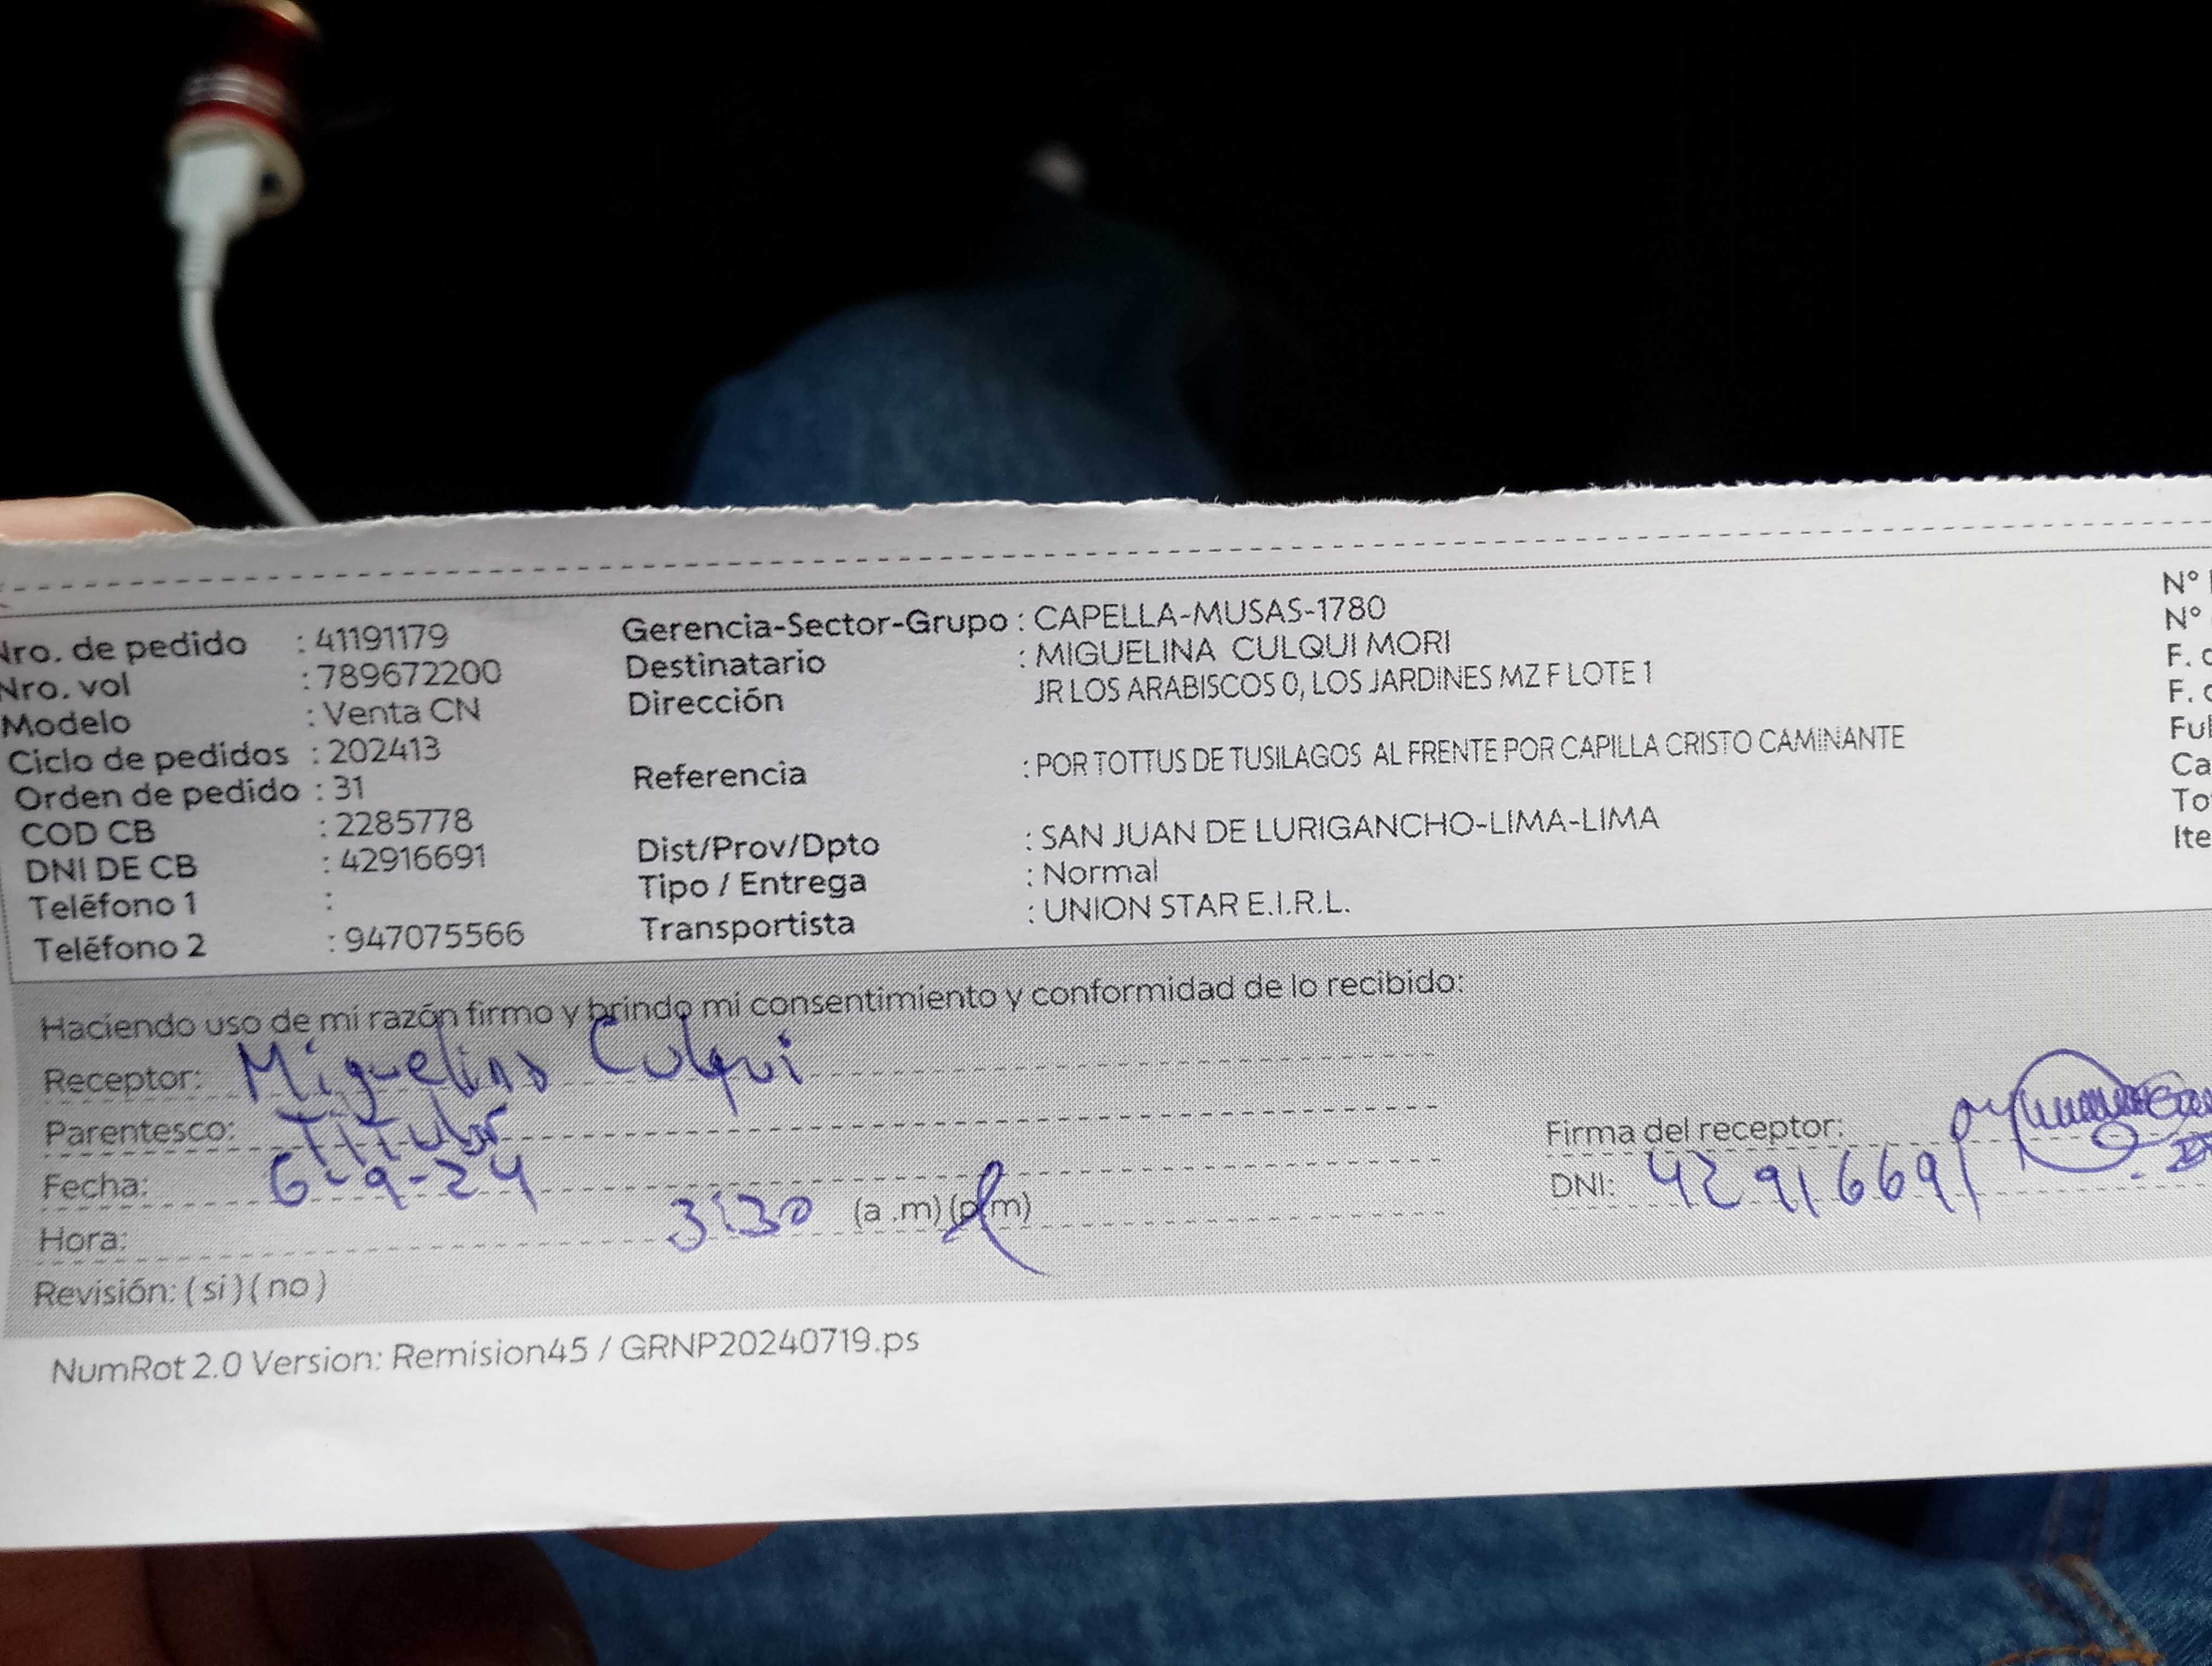 Nro. de pedido : 41191179
Nro. vol : 789672200
Modelo : Venta CN
Ciclo de pedidos : 202413
Orden de pedido : 31
COD CB : 2285778
DNI DE CB : 42916691
Teléfono 1 :
Teléfono 2 : 947075566
Gerencia-Sector-Grupo : CAPELLA-MUSAS-1780
Destinatario : MIGUELINA CULQUI MORI
Dirección JR LOS ARABISCOS 0, LOS JARDINES MZ F LOTE 1
Referencia : POR TOTTUS DE TUSILAGOS AL FRENTE POR CAPILLA CRISTO CAMINANTE
Dist/Prov/Dpto : SAN JUAN DE LURIGANCHO-LIMA-LIMA
Tipo / Entrega : Normal
Transportista : UNION STAR E.I.R.L.
N°
N°
F.
F.
Haciendo uso de mi razón firmo y brindo mi consentimiento y conformidad de lo recibido:
Receptor: Miguelina Culqui
Parentesco: Titular
Fecha: 6-9-24
Hora: 3:30 (a .m) (p.m)
Revisión: ( si ) ( no )
Firma del receptor:
DNI: 42916691
NumRot 2.0 Version: Remision45 / GRNP20240719.ps